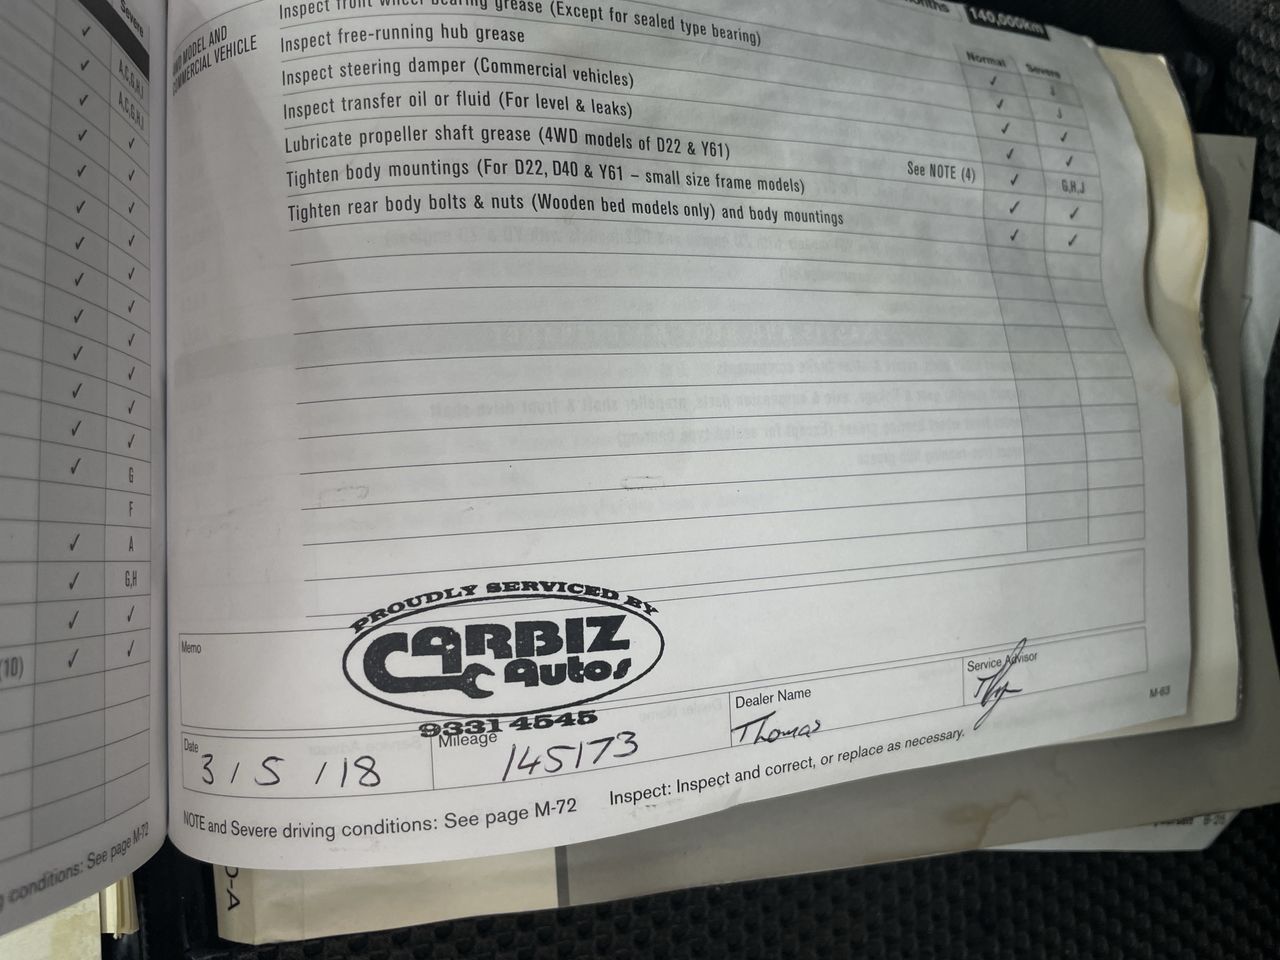 Severe
✓
✓ A,C,G,H,J
✓ A,C,G,H,J
✓ ✓
✓ ✓
✓ ✓
✓ ✓
✓ ✓
✓ ✓
✓ ✓
✓ ✓
✓ ✓
✓ G
F
✓ A
✓ G,H
✓ ✓
(10) ✓ ✓
conditions: See page M-72
140,000km
Normal Severe
MODEL AND
COMMERCIAL VEHICLE
Inspect front wheel bearing grease (Except for sealed type bearing) ✓ J
Inspect free-running hub grease ✓ J
Inspect steering damper (Commercial vehicles) ✓ ✓
Inspect transfer oil or fluid (For level & leaks) ✓ ✓
Lubricate propeller shaft grease (4WD models of D22 & Y61) See NOTE (4) ✓ G,H,J
Tighten body mountings (For D22, D40 & Y61 – small size frame models) ✓ ✓
Tighten rear body bolts & nuts (Wooden bed models only) and body mountings ✓ ✓
Memo
PROUDLY SERVICED BY
CARBIZ
Autos
9331 4545
Date
3 / 5 / 18
Mileage
145173
Dealer Name
Thomas
Service Advisor
M-63
NOTE and Severe driving conditions: See page M-72
Inspect: Inspect and correct, or replace as necessary.
D-A